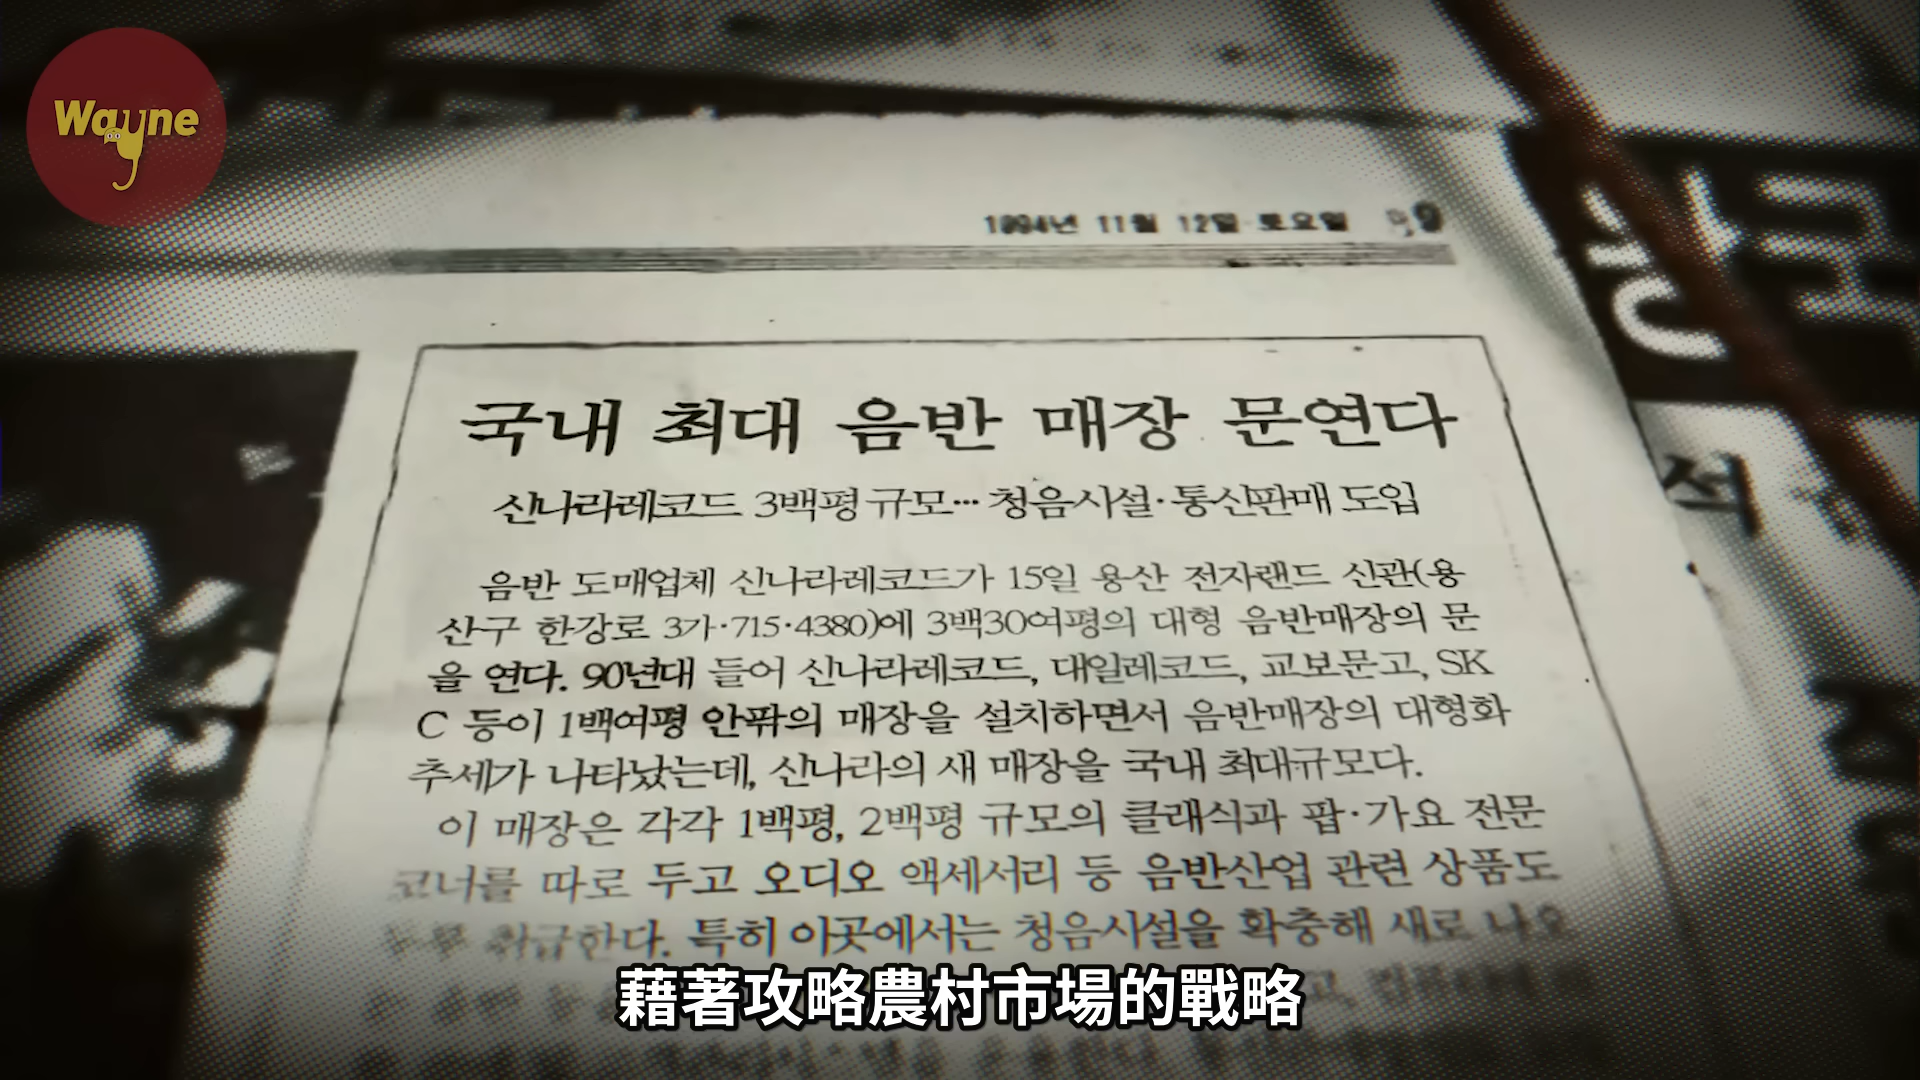 Wayne
1994년 11월 12일 토요일
국내 최대 음반 매장 문연다
신나라레코드 3백평 규모… 청음시설·통신판매 도입
음반 도매업체 신나라레코드가 15일 용산 전자랜드 신관(용
산구 한강로 3가·715·4380)에 3백30여평의 대형 음반매장의 문
을 연다. 90년대 들어 신나라레코드, 대일레코드, 교보문고, SK
C 등이 1백여평 안팎의 매장을 설치하면서 음반매장의 대형화
추세가 나타났는데, 신나라의 새 매장을 국내 최대규모다.
이 매장은 각각 1백평, 2백평 규모의 클래식과 팝·가요 전문
코너를 따로 두고 오디오 액세서리 등 음반산업 관련 상품도
취급한다. 특히 이곳에서는 청음시설을 확충해 새로 나오
藉著攻略農村市場的戰略
석